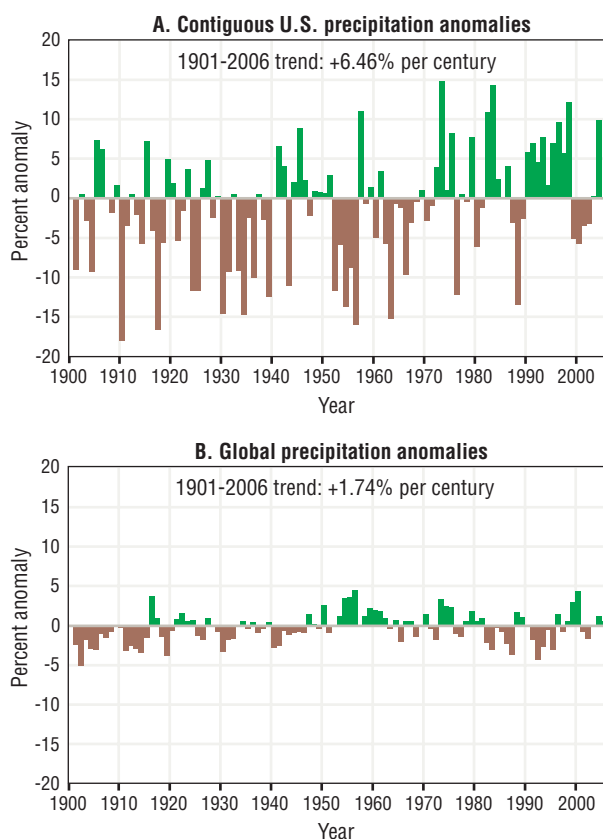 A. Contiguous U.S. precipitation anomalies
1901-2006 trend: +6.46% per century
Percent anomaly
20
15
10
5
0
-5
-10
-15
-20
1900 1910 1920 1930 1940 1950 1960 1970 1980 1990 2000
Year
B. Global precipitation anomalies
1901-2006 trend: +1.74% per century
Percent anomaly
20
15
10
5
0
-5
-10
-15
-20
1900 1910 1920 1930 1940 1950 1960 1970 1980 1990 2000
Year